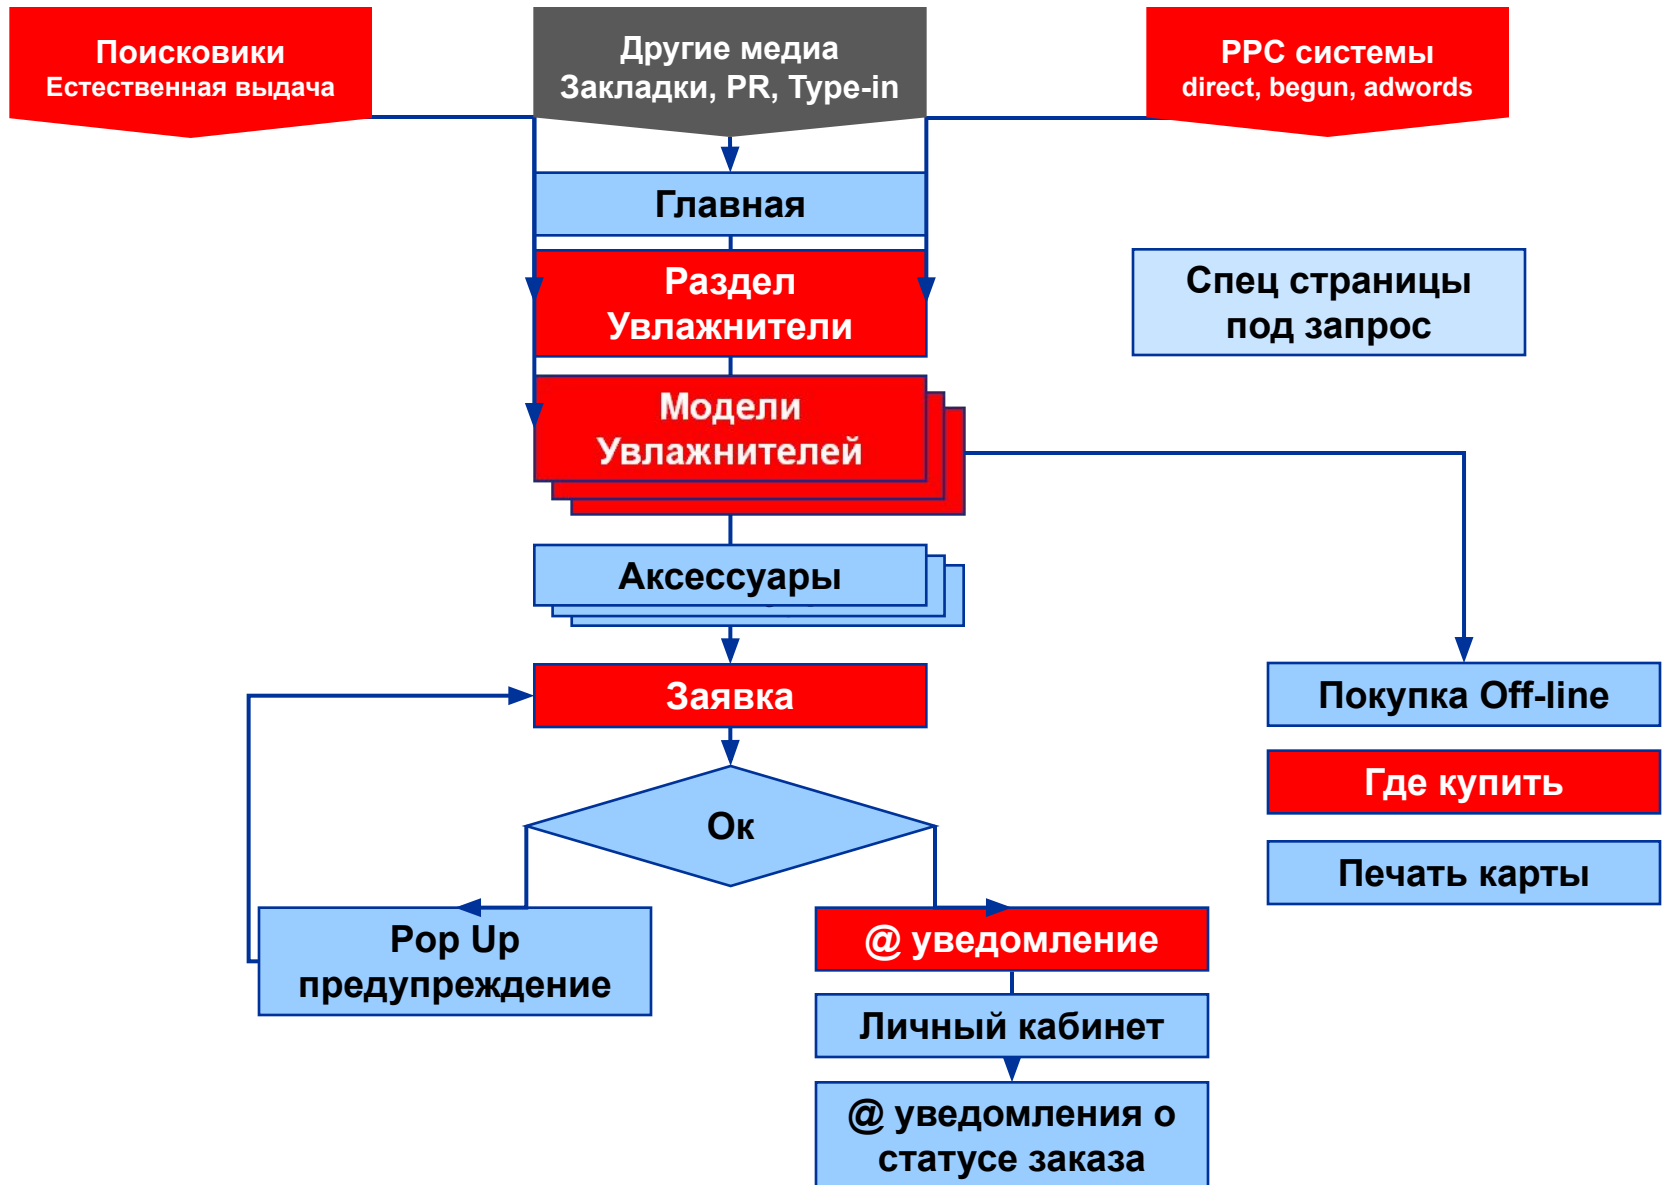 Поисковики
Естественная выдача
Другие медиа
Закладки, PR, Type-in
PPC системы
direct, begun, adwords
Главная
Раздел
Увлажнители
Спец страницы
под запрос
Модели
Увлажнителей
Аксессуары
Заявка
Покупка Off-line
Где купить
Печать карты
Ок
Pop Up
предупреждение
@ уведомление
Личный кабинет
@ уведомления о
статусе заказа